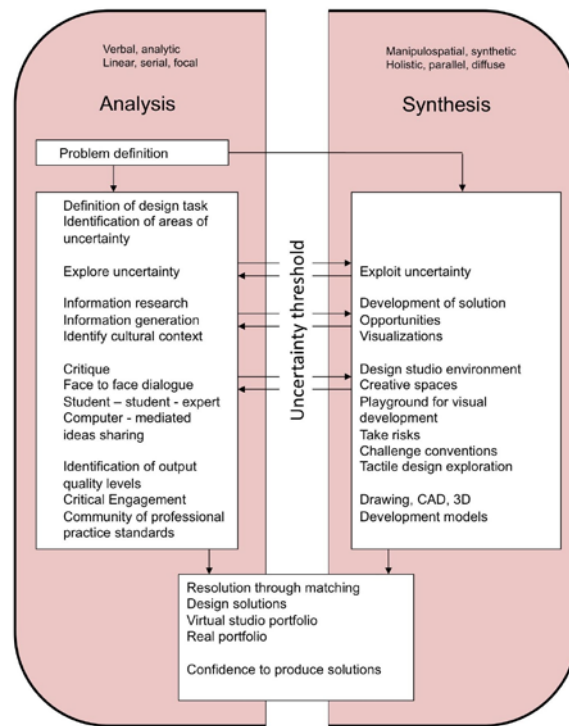 Verbal, analytic
Linear, serial, focal
Analysis
Manipulospatial, synthetic
Holistic, parallel, diffuse
Synthesis
Problem definition
Definition of design task
Identification of areas of
uncertainty
Explore uncertainty
Information research
Information generation
Identify cultural context
Critique
Face to face dialogue
Student – student - expert
Computer - mediated
ideas sharing
Identification of output
quality levels
Critical Engagement
Community of professional
practice standards
Uncertainty threshold
Exploit uncertainty
Development of solution
Opportunities
Visualizations
Design studio environment
Creative spaces
Playground for visual
development
Take risks
Challenge conventions
Tactile design exploration
Drawing, CAD, 3D
Development models
Resolution through matching
Design solutions
Virtual studio portfolio
Real portfolio
Confidence to produce solutions